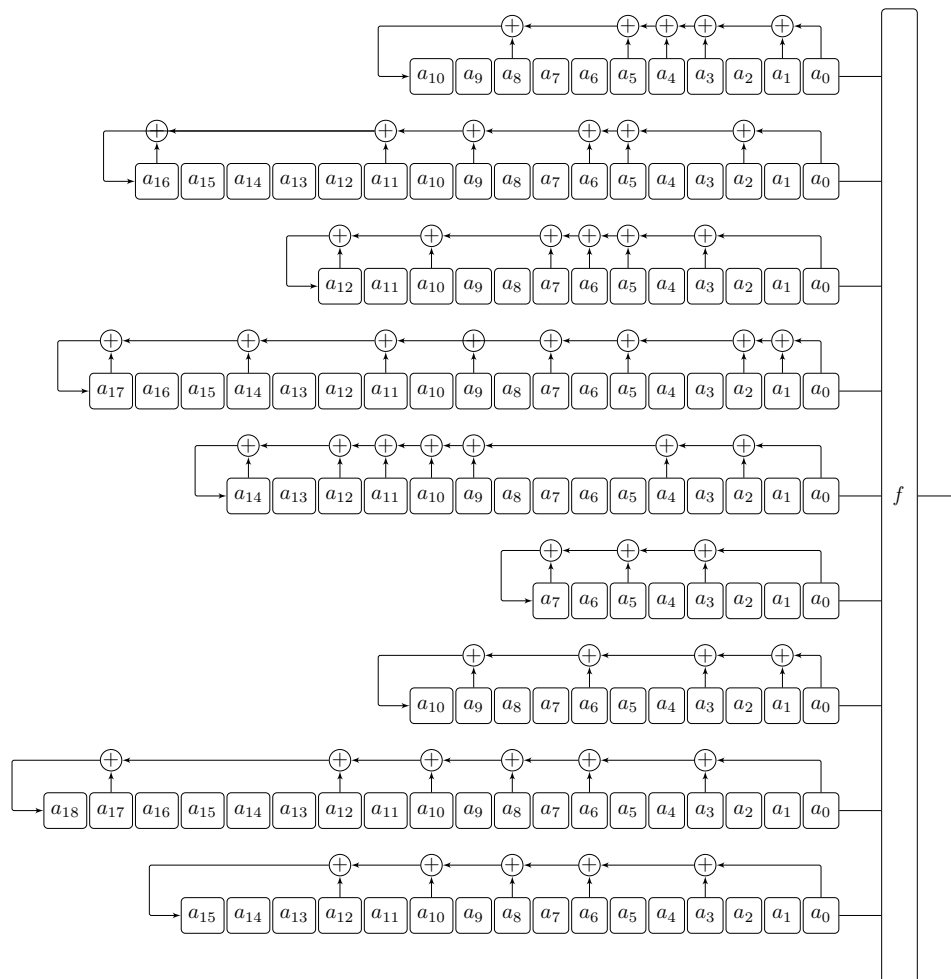 a₁₀ a₉ a₈ a₇ a₆ a₅ a₄ a₃ a₂ a₁ a₀
a₁₆ a₁₅ a₁₄ a₁₃ a₁₂ a₁₁ a₁₀ a₉ a₈ a₇ a₆ a₅ a₄ a₃ a₂ a₁ a₀
a₁₂ a₁₁ a₁₀ a₉ a₈ a₇ a₆ a₅ a₄ a₃ a₂ a₁ a₀
a₁₇ a₁₆ a₁₅ a₁₄ a₁₃ a₁₂ a₁₁ a₁₀ a₉ a₈ a₇ a₆ a₅ a₄ a₃ a₂ a₁ a₀
a₁₄ a₁₃ a₁₂ a₁₁ a₁₀ a₉ a₈ a₇ a₆ a₅ a₄ a₃ a₂ a₁ a₀ f
a₇ a₆ a₅ a₄ a₃ a₂ a₁ a₀
a₁₀ a₉ a₈ a₇ a₆ a₅ a₄ a₃ a₂ a₁ a₀
a₁₈ a₁₇ a₁₆ a₁₅ a₁₄ a₁₃ a₁₂ a₁₁ a₁₀ a₉ a₈ a₇ a₆ a₅ a₄ a₃ a₂ a₁ a₀
a₁₅ a₁₄ a₁₃ a₁₂ a₁₁ a₁₀ a₉ a₈ a₇ a₆ a₅ a₄ a₃ a₂ a₁ a₀